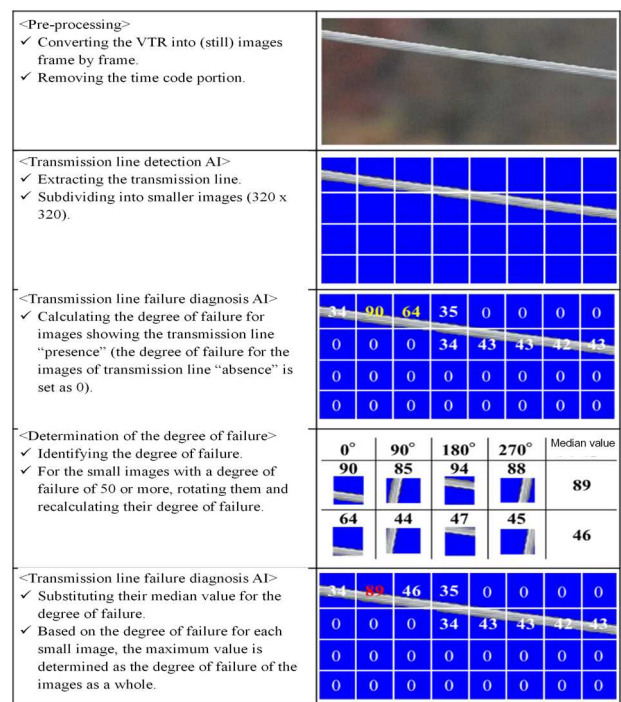 <Pre-processing>
✓ Converting the VTR into (still) images
frame by frame.
✓ Removing the time code portion.
<Transmission line detection AI>
✓ Extracting the transmission line.
✓ Subdividing into smaller images (320 x
320).
<Transmission line failure diagnosis AI>
✓ Calculating the degree of failure for
images showing the transmission line
“presence” (the degree of failure for the
images of transmission line “absence” is
set as 0).
34 90 64 35 0 0 0 0
0 0 0 34 43 43 42 43
0 0 0 0 0 0 0 0
0 0 0 0 0 0 0 0
<Determination of the degree of failure>
✓ Identifying the degree of failure.
✓ For the small images with a degree of
failure of 50 or more, rotating them and
recalculating their degree of failure.
0° 90° 180° 270° Median value
90 85 94 88
89
64 44 47 45
46
<Transmission line failure diagnosis AI>
✓ Substituting their median value for the
degree of failure.
✓ Based on the degree of failure for each
small image, the maximum value is
determined as the degree of failure of the
images as a whole.
34 89 46 35 0 0 0 0
0 0 0 34 43 43 42 43
0 0 0 0 0 0 0 0
0 0 0 0 0 0 0 0